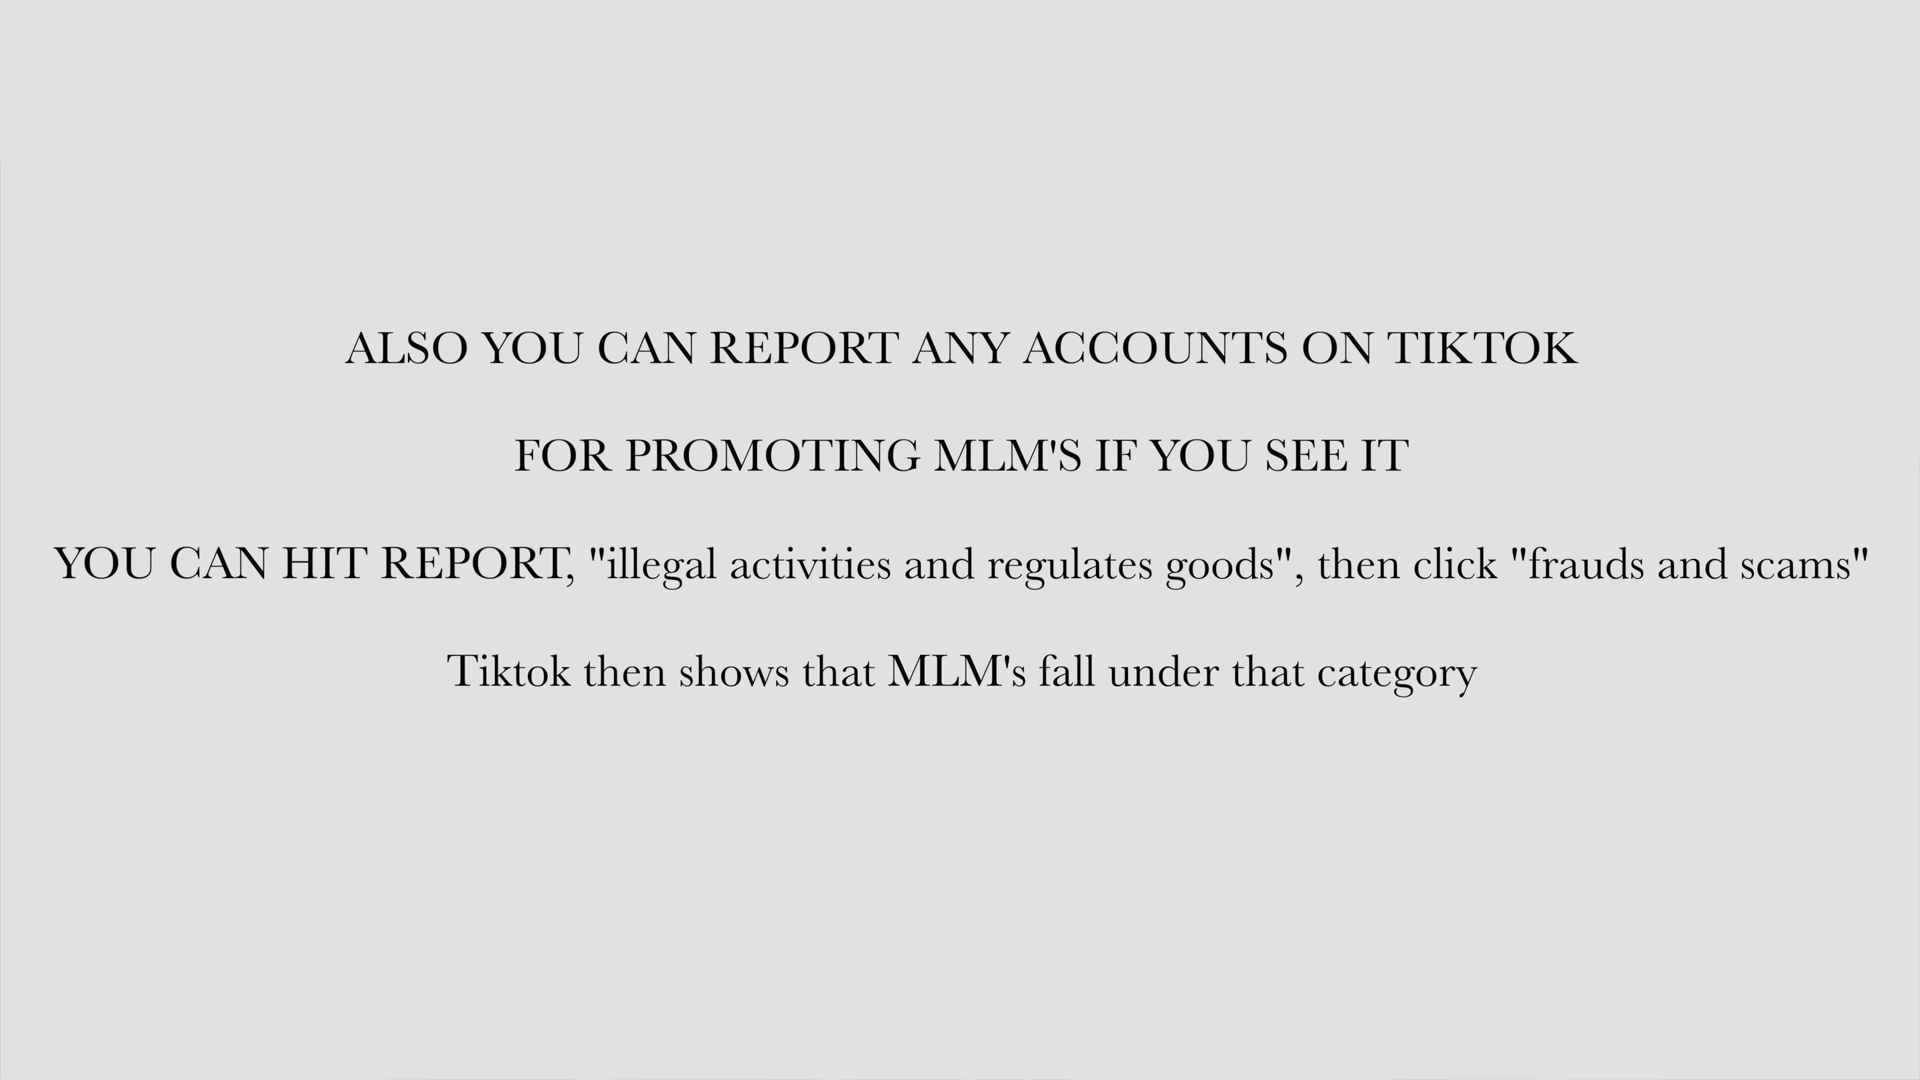 ALSO YOU CAN REPORT ANY ACCOUNTS ON TIKTOK
FOR PROMOTING MLM'S IF YOU SEE IT
YOU CAN HIT REPORT, "illegal activities and regulates goods", then click "frauds and scams"
Tiktok then shows that MLM's fall under that category